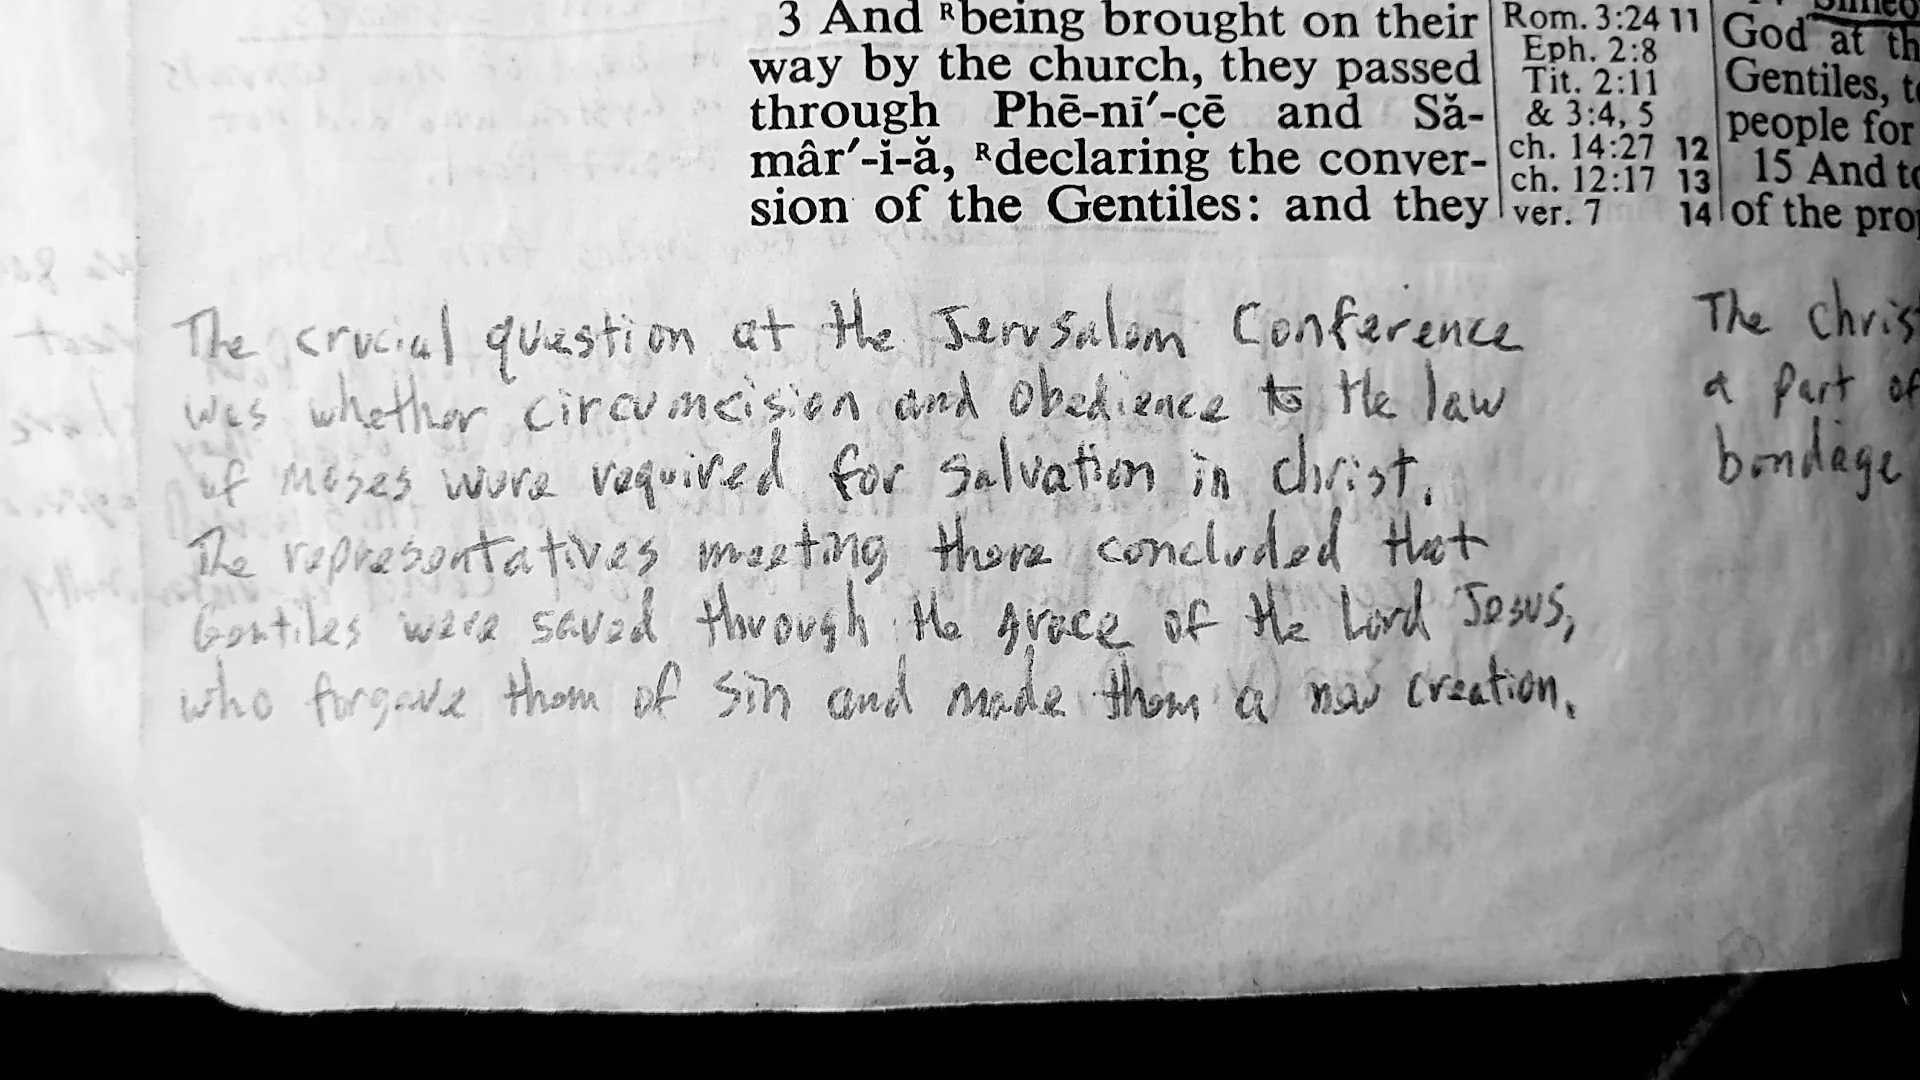 3 And ᴿbeing brought on their
way by the church, they passed
through Phē-nī′-çē and Să-
mâr′-ĭ-ă, ᴿdeclaring the conver-
sion of the Gentiles: and they
Rom. 3:24 11
Eph. 2:8
Tit. 2:11
& 3:4, 5
ch. 14:27 12
ch. 12:17 13
ver. 7 14
God at
Gentiles,
people for
15 And
of the
The crucial question at the Jerusalem Conference
was whether circumcision and obedience to the law
of Moses were required for salvation in christ.
The representatives meeting there concluded that
Gentiles were saved through the grace of the Lord Jesus,
who forgave them of sin and made them a new creation.
The
a part of
bondage